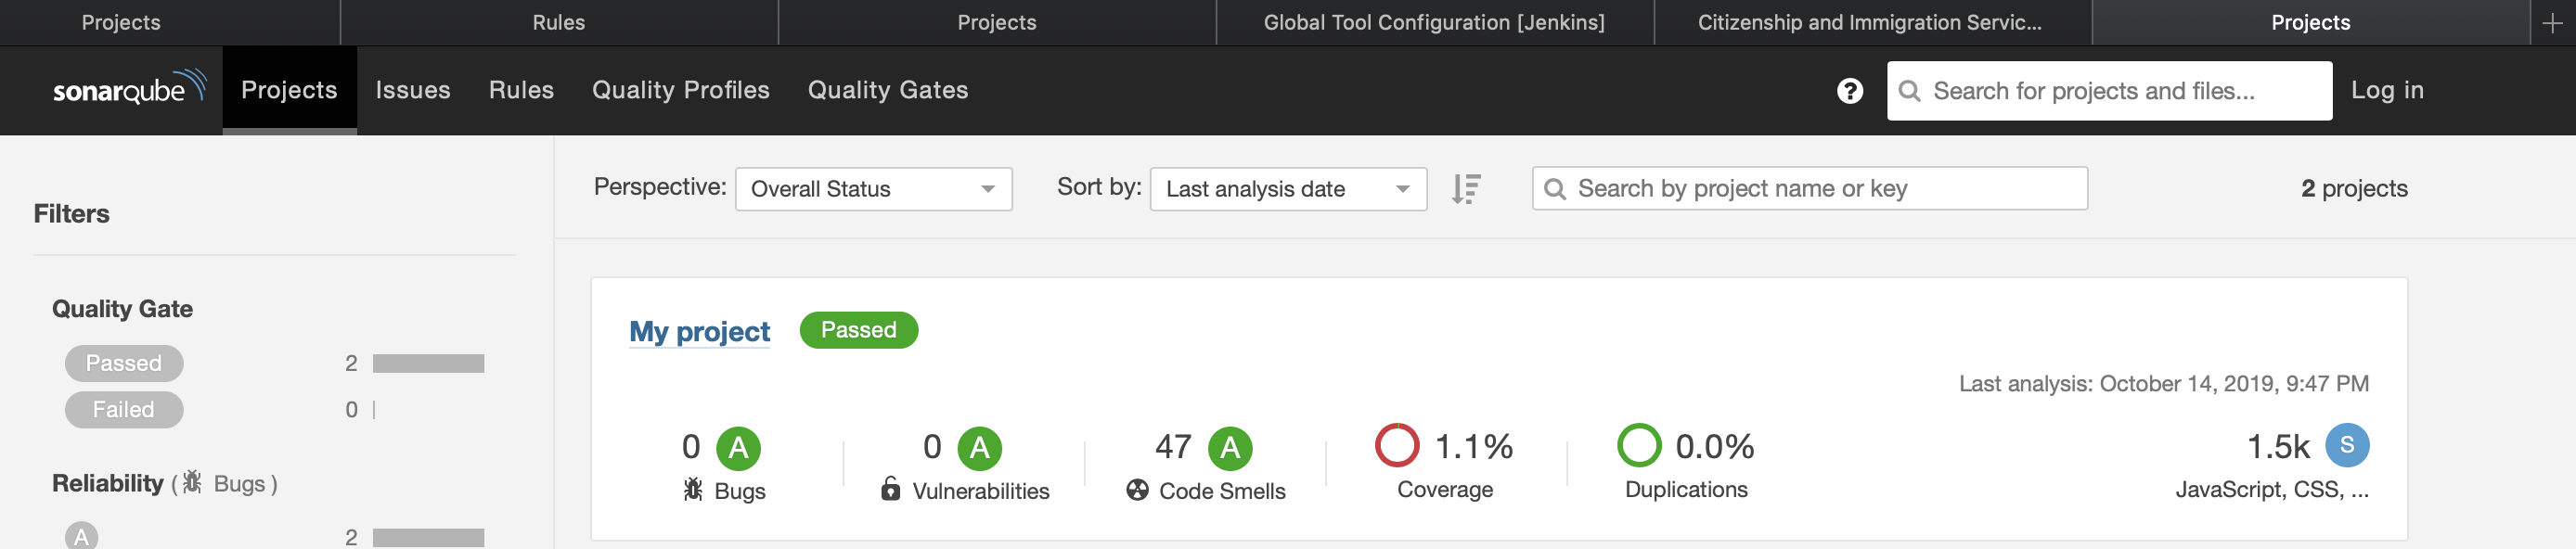 Projects Rules Projects Global Tool Configuration [Jenkins] Citizenship and Immigration Servic... Projects
sonarqube Projects Issues Rules Quality Profiles Quality Gates ? Search for projects and files... Log in
Perspective: Overall Status Sort by: Last analysis date Search by project name or key 2 projects
Filters
Quality Gate
Passed 2
Failed 0
Reliability ( Bugs )
A 2
My project Passed
Last analysis: October 14, 2019, 9:47 PM
0 A 0 A 47 A 1.1% 0.0% 1.5k S
Bugs Vulnerabilities Code Smells Coverage Duplications JavaScript, CSS, ...